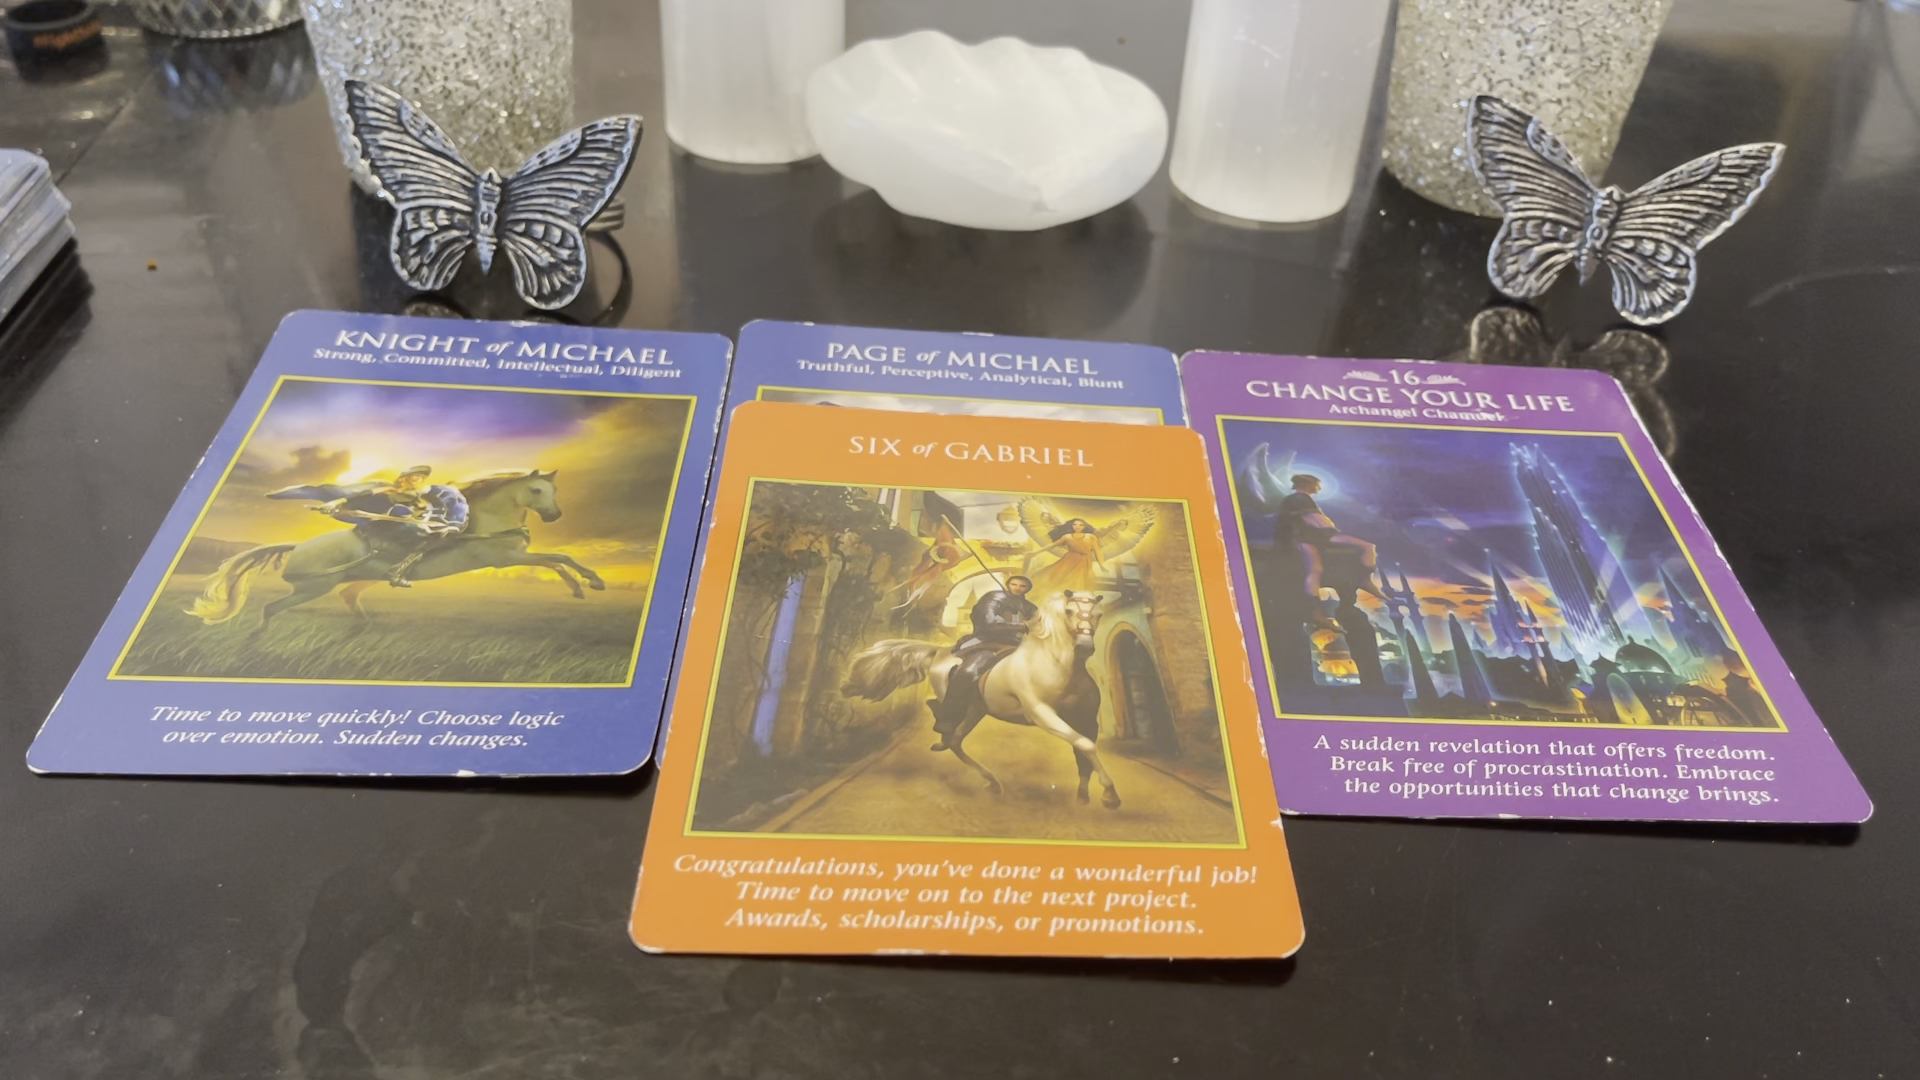 KNIGHT of MICHAEL
Strong, Committed, Intellectual, Diligent
Time to move quickly! Choose logic
over emotion. Sudden changes.
PAGE of MICHAEL
Truthful, Perceptive, Analytical, Blunt
SIX of GABRIEL
Congratulations, you've done a wonderful job!
Time to move on to the next project.
Awards, scholarships, or promotions.
16
CHANGE YOUR LIFE
Archangel Chamuel
A sudden revelation that offers freedom.
Break free of procrastination. Embrace
the opportunities that change brings.